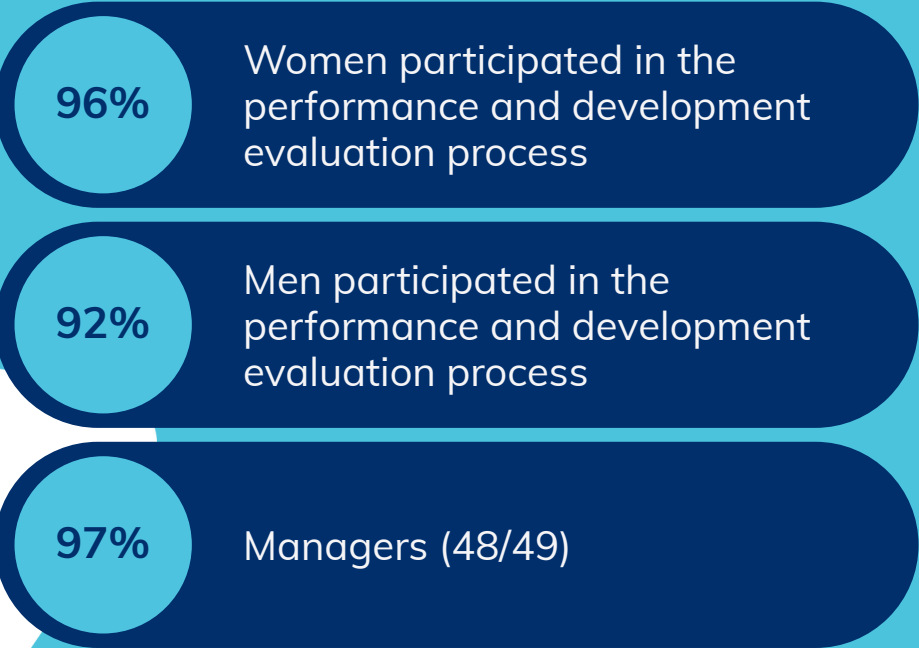 96%
Women participated in the
performance and development
evaluation process
92%
Men participated in the
performance and development
evaluation process
97%
Managers (48/49)